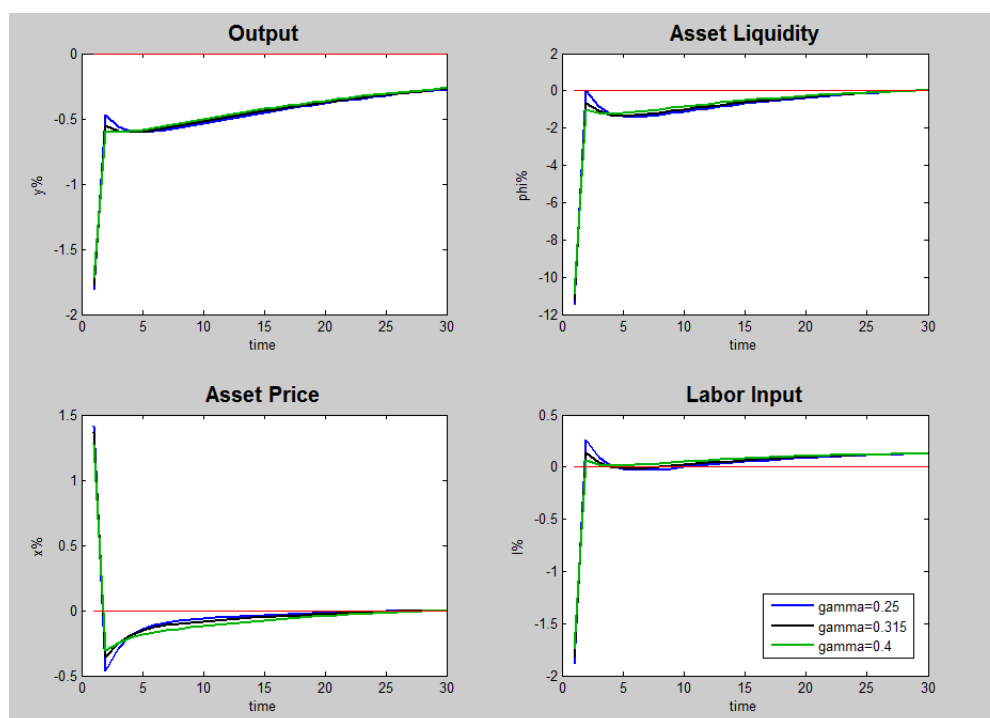 Output
0
-0.5
-1
-1.5
-2
y%
0 5 10 15 20 25 30
time
Asset Liquidity
2
0
-2
-4
-6
-8
-10
-12
phi%
0 5 10 15 20 25 30
time
Asset Price
1.5
1
0.5
0
-0.5
x%
0 5 10 15 20 25 30
time
Labor Input
0.5
0
-0.5
-1
-1.5
-2
l%
gamma=0.25
gamma=0.315
gamma=0.4
0 5 10 15 20 25 30
time